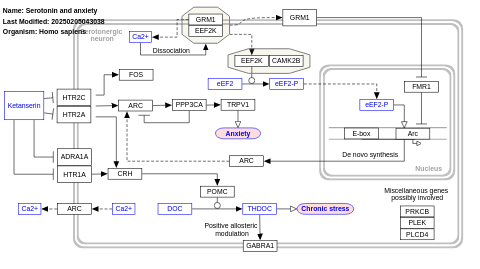 Name: Serotonin and anxiety
Last Modified: 20250205043038
Organism: Homo sapiens
Serotonergic
neuron
GRM1
EEF2K
Ca2+
Dissociation
GRM1
EEF2K
CAMK2B
eEF2
eEF2-P
eEF2-P
FMR1
E-box
Arc
De novo synthesis
Nucleus
Ketanserin
HTR2C
HTR2A
FOS
ARC
PPP3CA
TRPV1
Anxiety
ADRA1A
HTR1A
CRH
ARC
POMC
Ca2+
ARC
Ca2+
DOC
THDOC
Chronic stress
Positive allosteric
modulation
GABRA1
Miscellaneous genes
possibly involved
PRKCB
PLEK
PLCD4